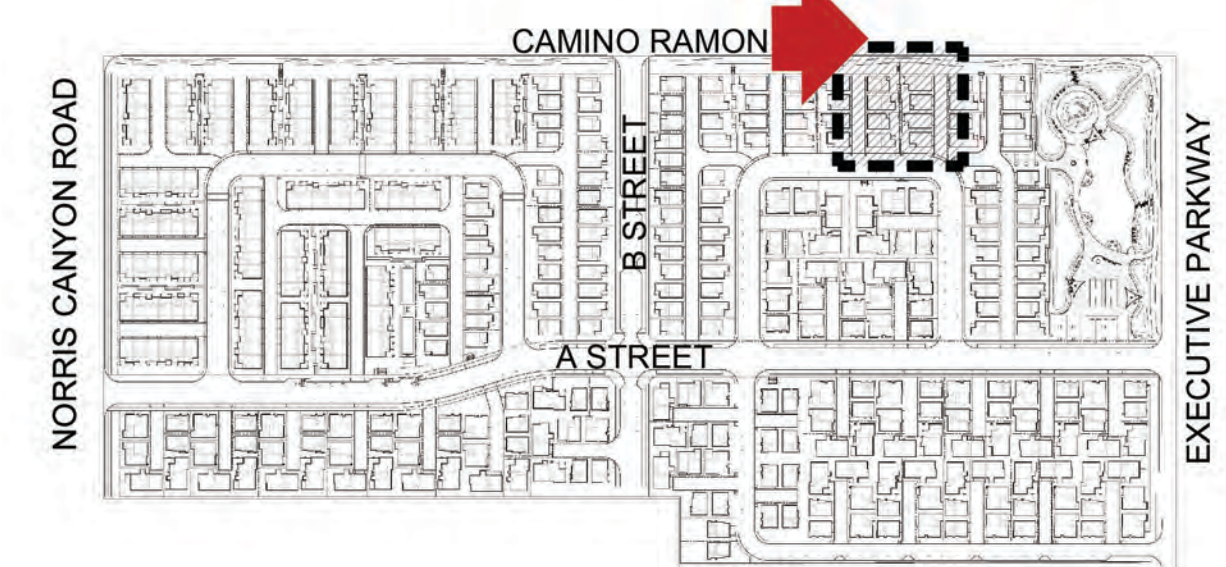 CAMINO RAMON
NORRIS CANYON ROAD
B STREET
EXECUTIVE PARKWAY
A STREET